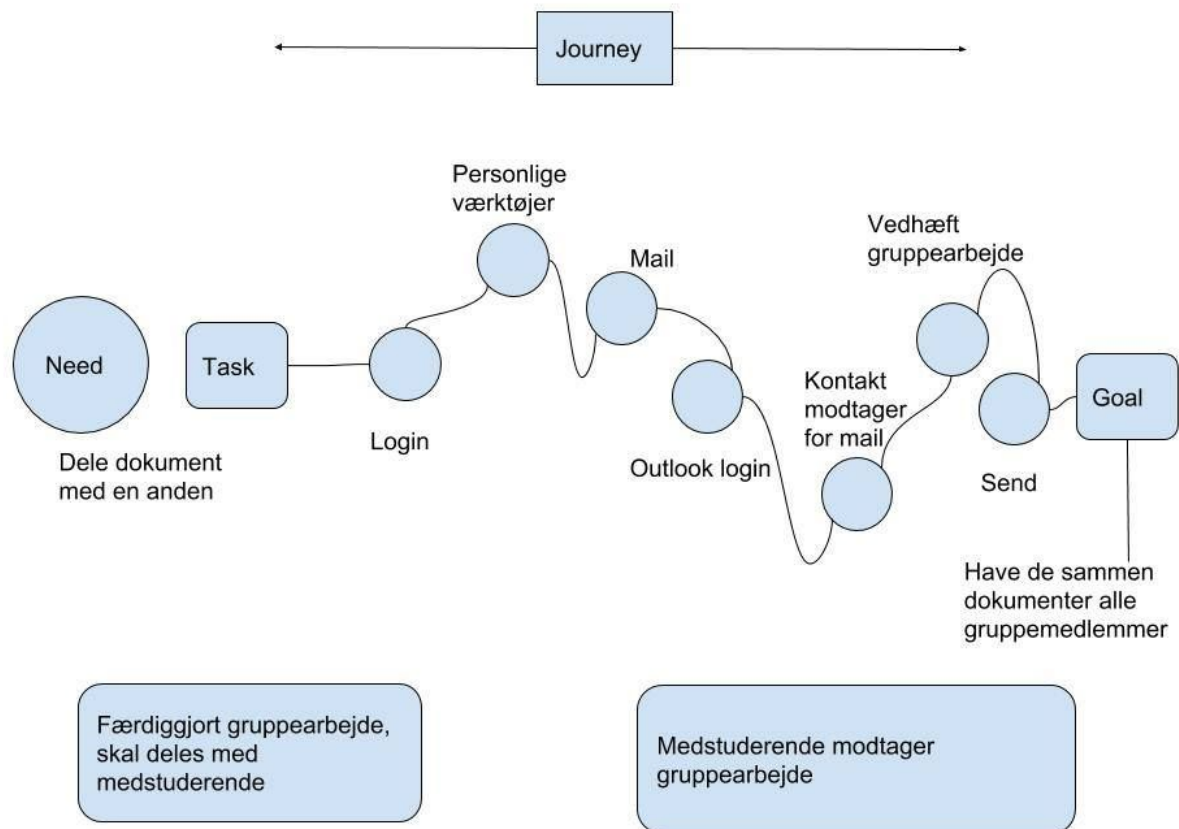 Journey
Personlige
værktøjer
Mail
Vedhæft
gruppearbejde
Need
Task
Login
Outlook login
Kontakt
modtager
for mail
Send
Goal
Dele dokument
med en anden
Have de sammen
dokumenter alle
gruppemedlemmer
Færdiggjort gruppearbejde,
skal deles med
medstuderende
Medstuderende modtager
gruppearbejde